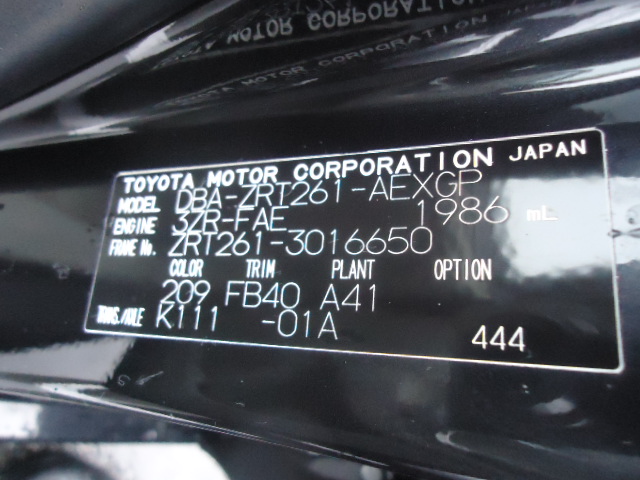 TOYOTA MOTOR CORPORATION JAPAN
MODEL DBA-ZRT261-AEXGP
ENGINE 3ZR-FAE 1986 mL
FRAME No. ZRT261-3016650
COLOR TRIM PLANT OPTION
209 FB40 A41
TRANS./AXLE K111 -01A
444